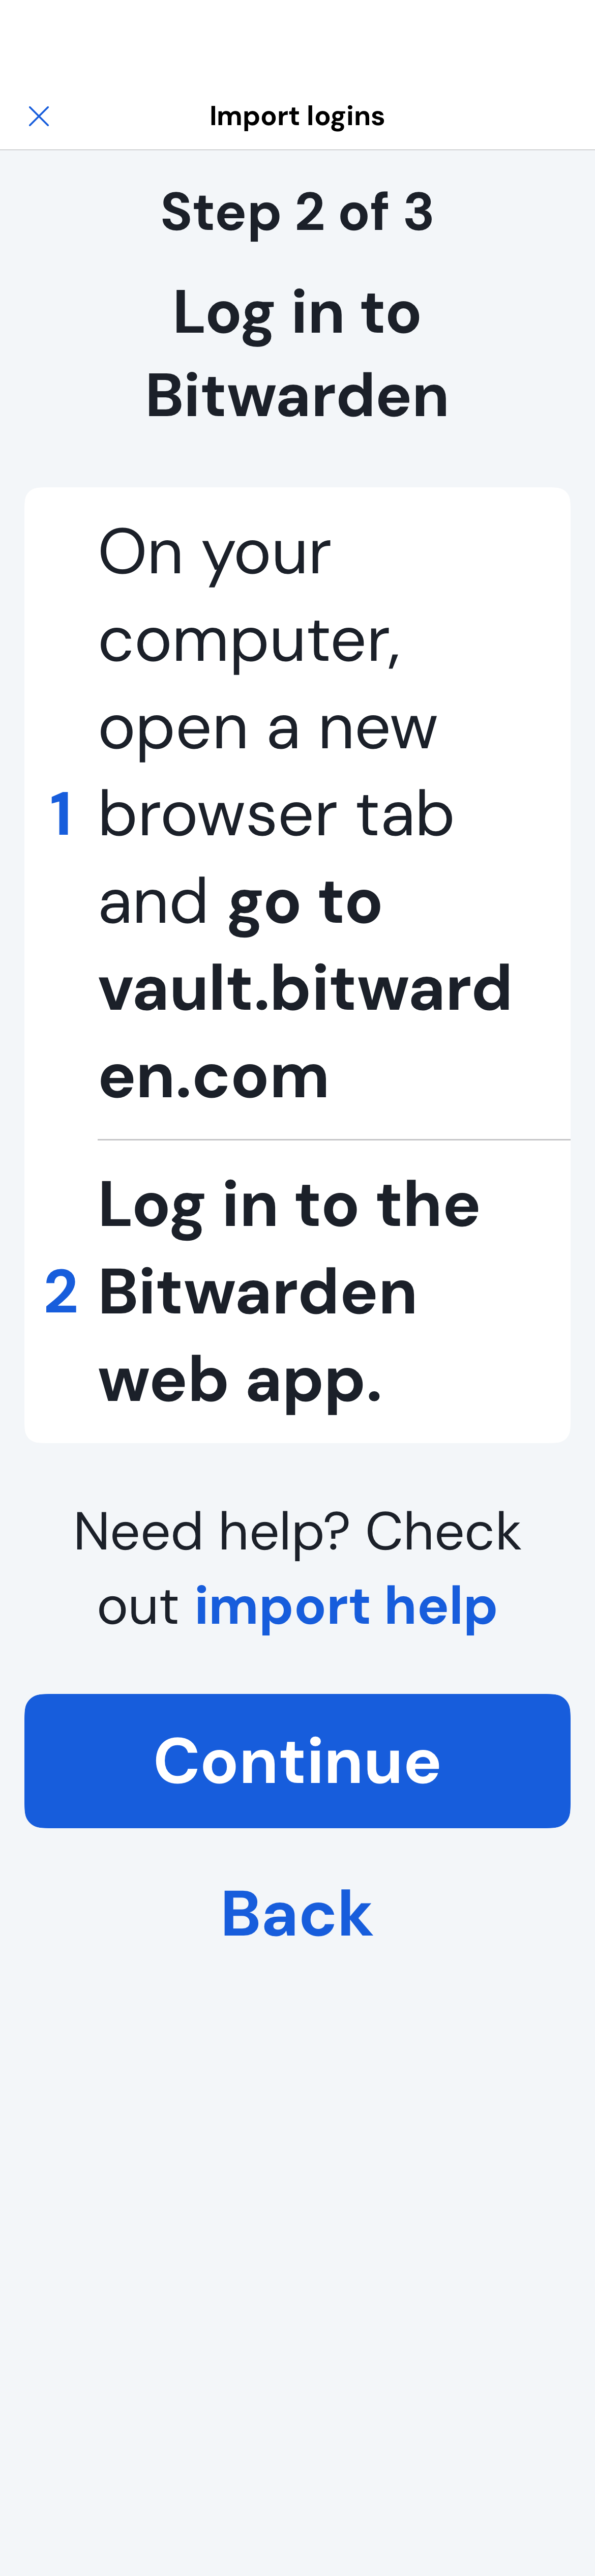 Import logins
Step 2 of 3
Log in to
Bitwarden
On your
computer,
open a new
1 browser tab
and go to
vault.bitward
en.com
Log in to the
2 Bitwarden
web app.
Need help? Check
out import help
Continue
Back